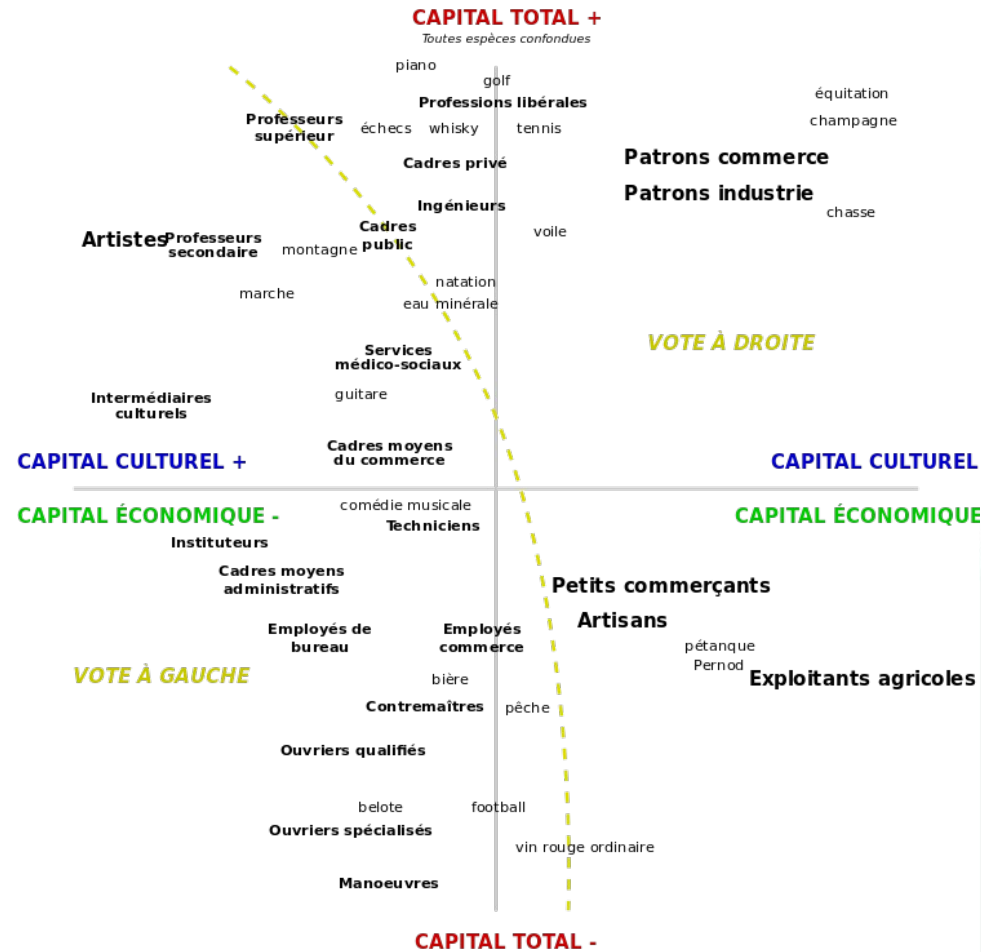 CAPITAL TOTAL +
Toutes espèces confondues
piano
golf
équitation
Professions libérales
Professeurs
supérieur
échecs
whisky
tennis
champagne
Cadres privé
Patrons commerce
Patrons industrie
Ingénieurs
chasse
Cadres
public
voile
Artistes
Professeurs
secondaire
montagne
natation
marche
eau minérale
VOTE À DROITE
Services
médico-sociaux
guitare
Intermédiaires
culturels
Cadres moyens
du commerce
CAPITAL CULTUREL +
CAPITAL CULTUREL
CAPITAL ÉCONOMIQUE -
CAPITAL ÉCONOMIQUE
comédie musicale
Techniciens
Instituteurs
Cadres moyens
administratifs
Petits commerçants
Artisans
Employés de
bureau
Employés
commerce
pétanque
Pernod
VOTE À GAUCHE
bière
Exploitants agricoles
Contremaîtres
pêche
Ouvriers qualifiés
belote
football
Ouvriers spécialisés
vin rouge ordinaire
Manoeuvres
CAPITAL TOTAL -